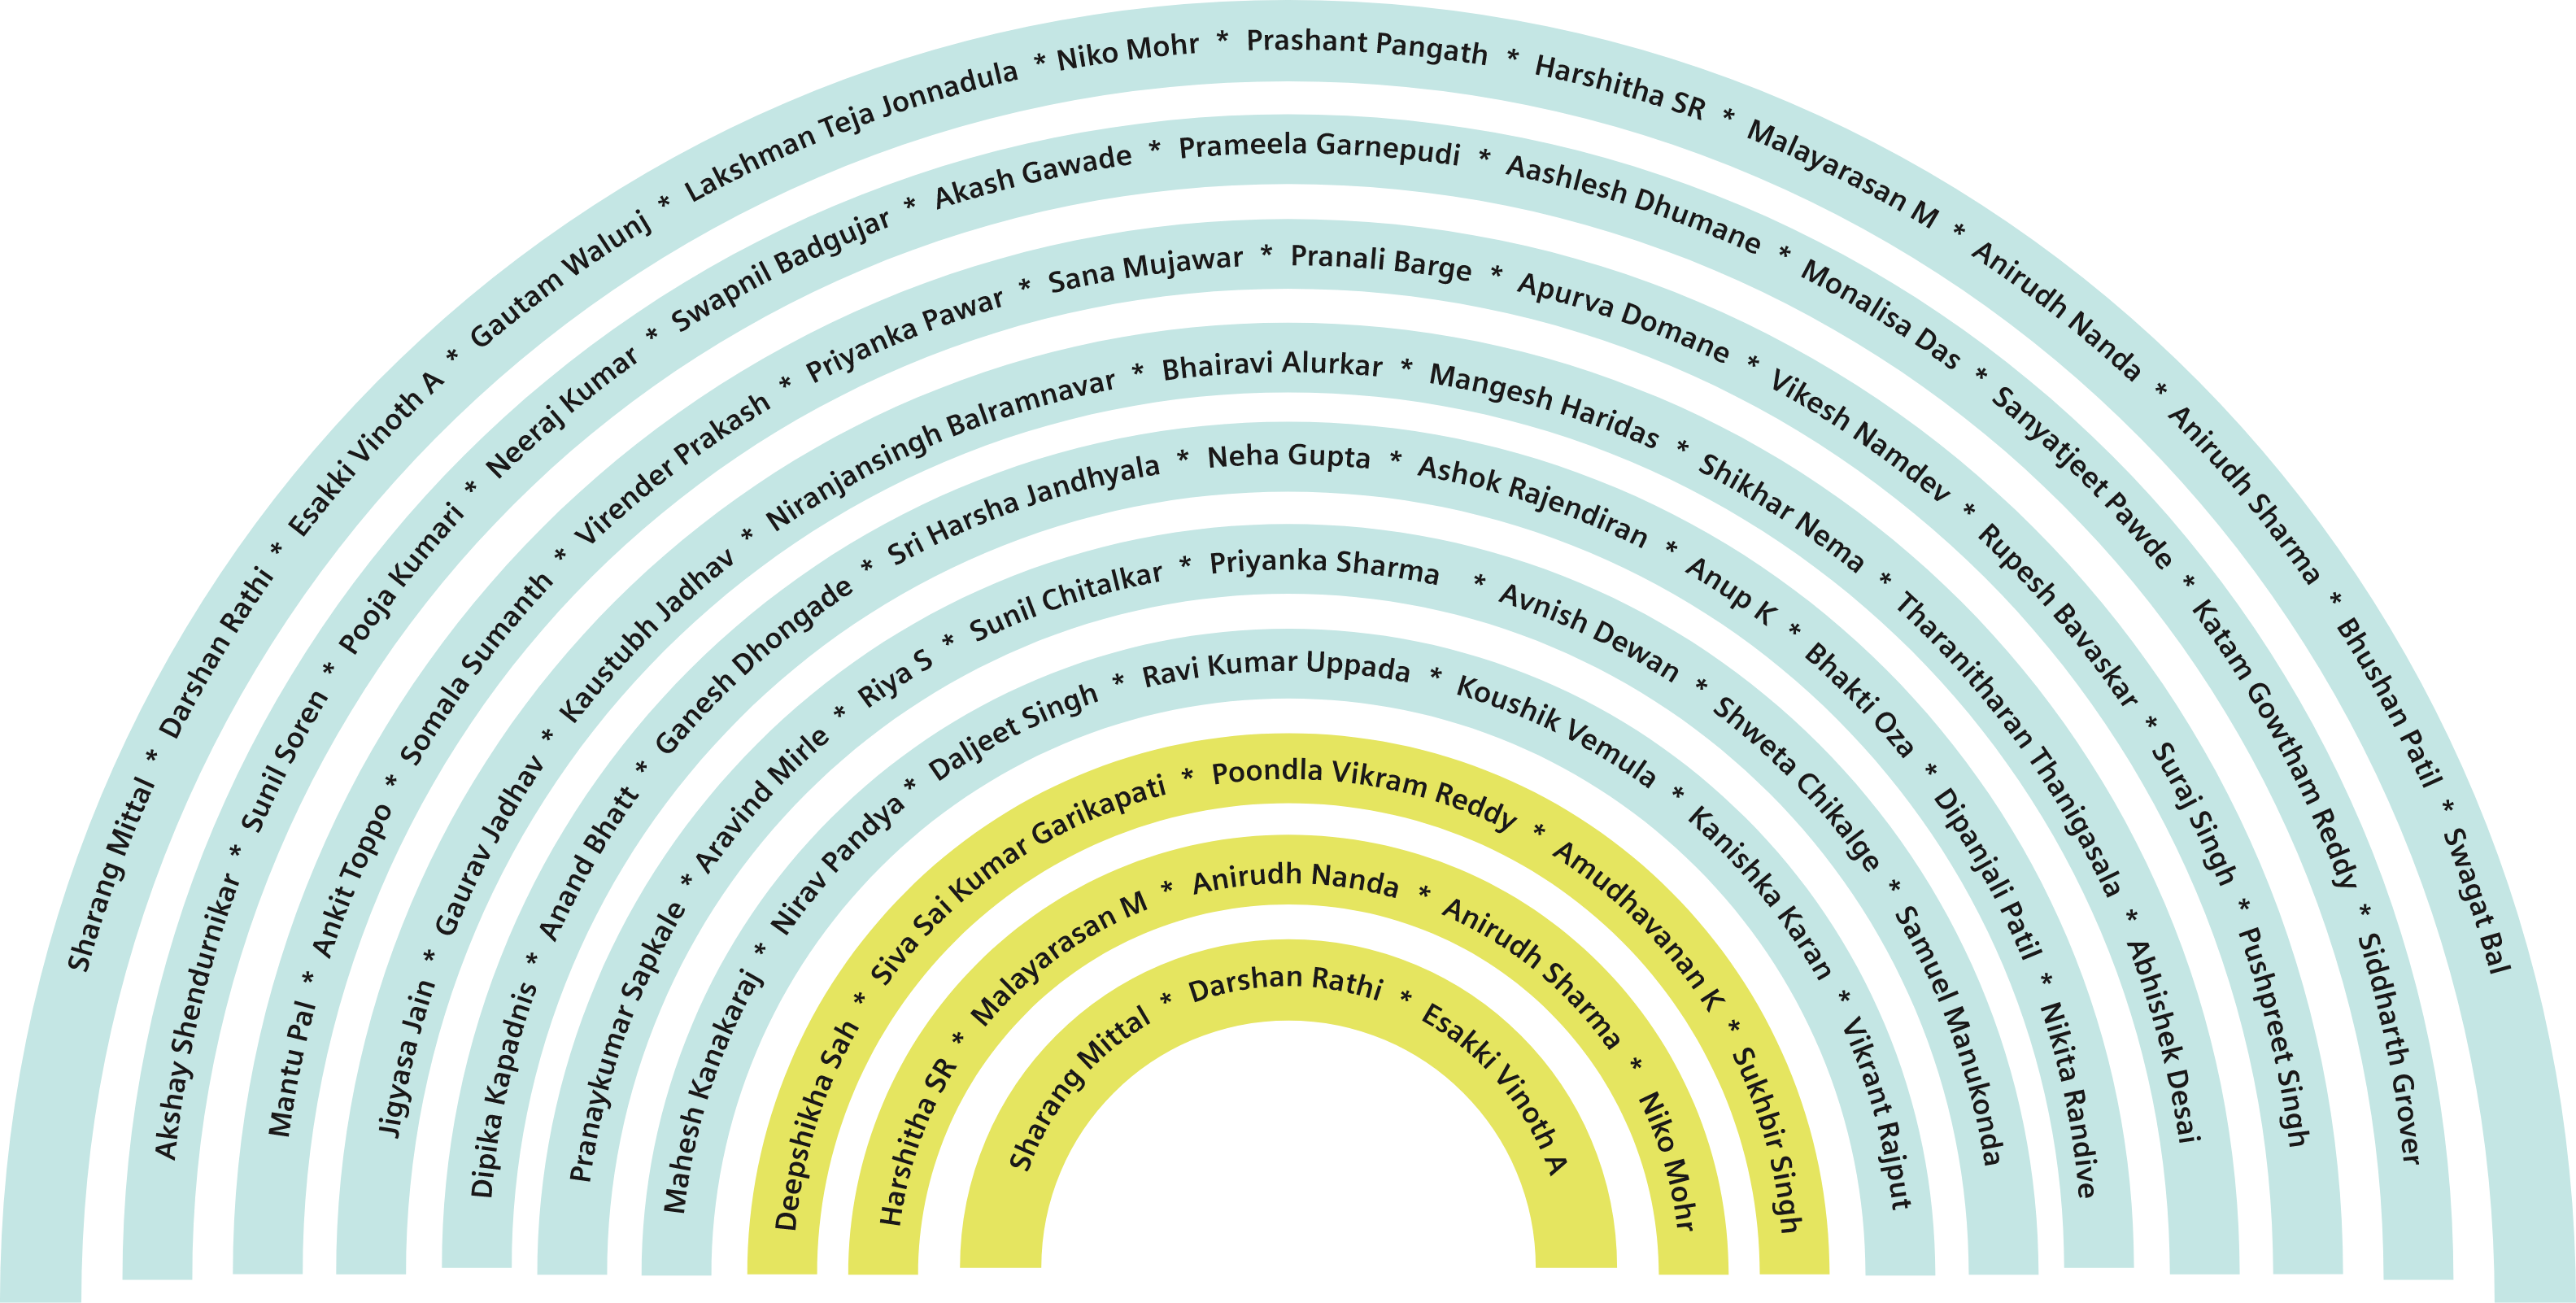 Sharang Mittal * Darshan Rathi * Esakki Vinoth A * Gautam Walunj * Lakshman Teja Jonnadula * Niko Mohr * Prashant Pangath * Harshitha SR * Malayarasan M * Anirudh Nanda * Anirudh Sharma * Bhushan Patil * Swagat Bal
Akshay Shendurnikar * Sunil Soren * Pooja Kumari * Neeraj Kumar * Swapnil Badgujar * Akash Gawade * Prameela Garnepudi * Aashlesh Dhumane * Monalisa Das * Sanyatjeet Pawde * Katam Gowtham Reddy * Siddharth Grover
Mantu Pal * Ankit Toppo * Somala Sumanth * Virender Prakash * Priyanka Pawar * Sana Mujawar * Pranali Barge * Apurva Domane * Vikesh Namdev * Rupesh Bavaskar * Suraj Singh * Pushpreet Singh
Jigyasa Jain * Gaurav Jadhav * Kaustubh Jadhav * Niranjansingh Balramnavar * Bhairavi Alurkar * Mangesh Haridas * Shikhar Nema * Tharanitharan Thanigasala * Abhishek Desai
Dipika Kapadnis * Anand Bhatt * Ganesh Dhongade * Sri Harsha Jandhyala * Neha Gupta * Ashok Rajendiran * Anup K * Bhakti Oza * Dipanjali Patil * Nikita Randive
Pranaykumar Sapkale * Aravind Mirle * Riya S * Sunil Chitalkar * Priyanka Sharma * Avnish Dewan * Shweta Chikalge * Samuel Manukonda
Mahesh Kanakaraj * Nirav Pandya * Daljeet Singh * Ravi Kumar Uppada * Koushik Vemula * Kanishka Karan * Vikrant Rajput
Deepshikha Sah * Siva Sai Kumar Garikapati * Poondla Vikram Reddy * Amudhavanan K * Sukhbir Singh
Harshitha SR * Malayarasan M * Anirudh Nanda * Anirudh Sharma * Niko Mohr
Sharang Mittal * Darshan Rathi * Esakki Vinoth A